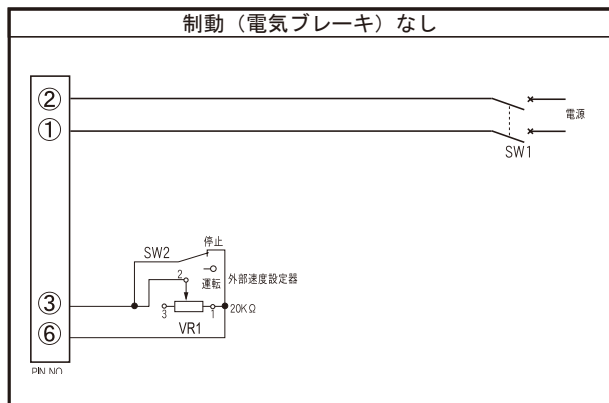 制動（電気ブレーキ）なし
②
①
電源
SW1
停止
SW2
2
運転
外部速度設定器
③
3
1
20KΩ
VR1
⑥
PIN NO